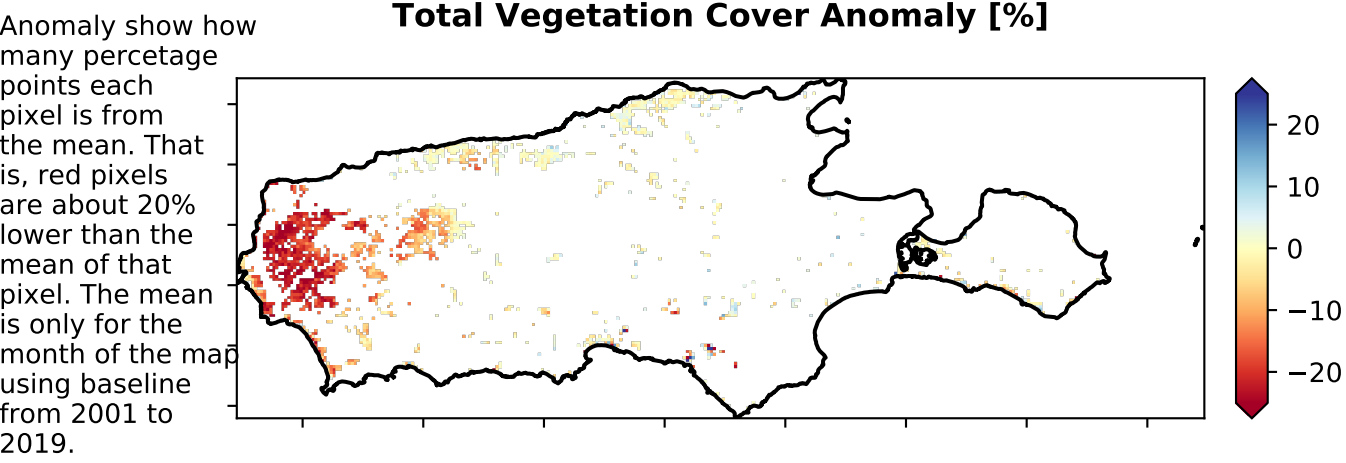 Total Vegetation Cover Anomaly [%]
Anomaly show how
many percetage
points each
pixel is from
the mean. That
is, red pixels
are about 20%
lower than the
mean of that
pixel. The mean
is only for the
month of the map
using baseline
from 2001 to
2019.
20
10
0
−10
−20